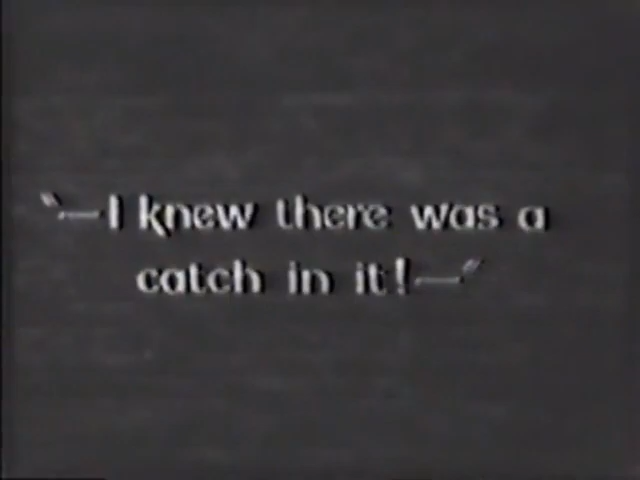 "—I knew there was a
catch in it!—"